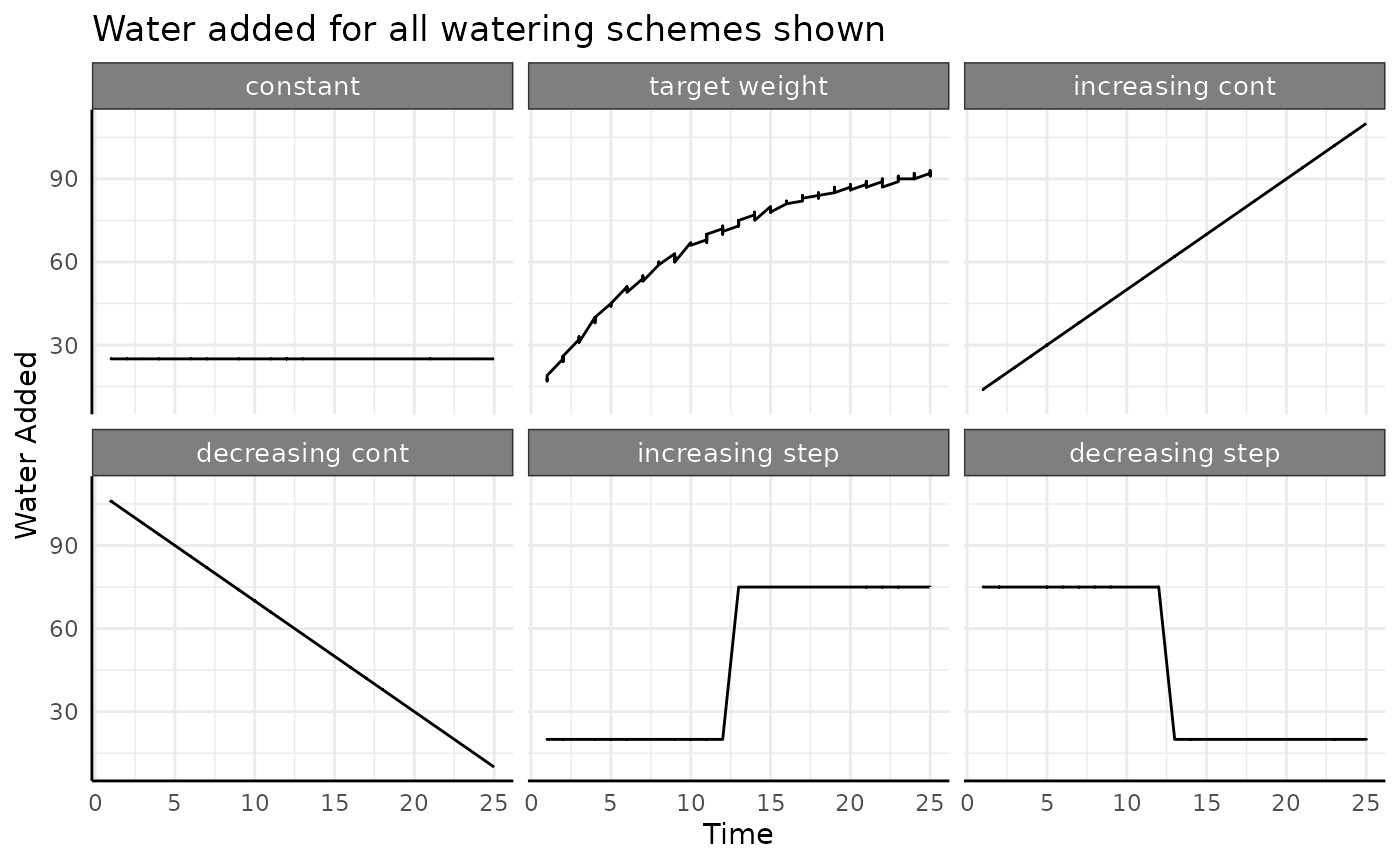 Water added for all watering schemes shown
constant
target weight
increasing cont
90
60
30
decreasing cont
increasing step
decreasing step
90
60
30
0 5 10 15 20 25
0 5 10 15 20 25
0 5 10 15 20 25
Time
Water Added